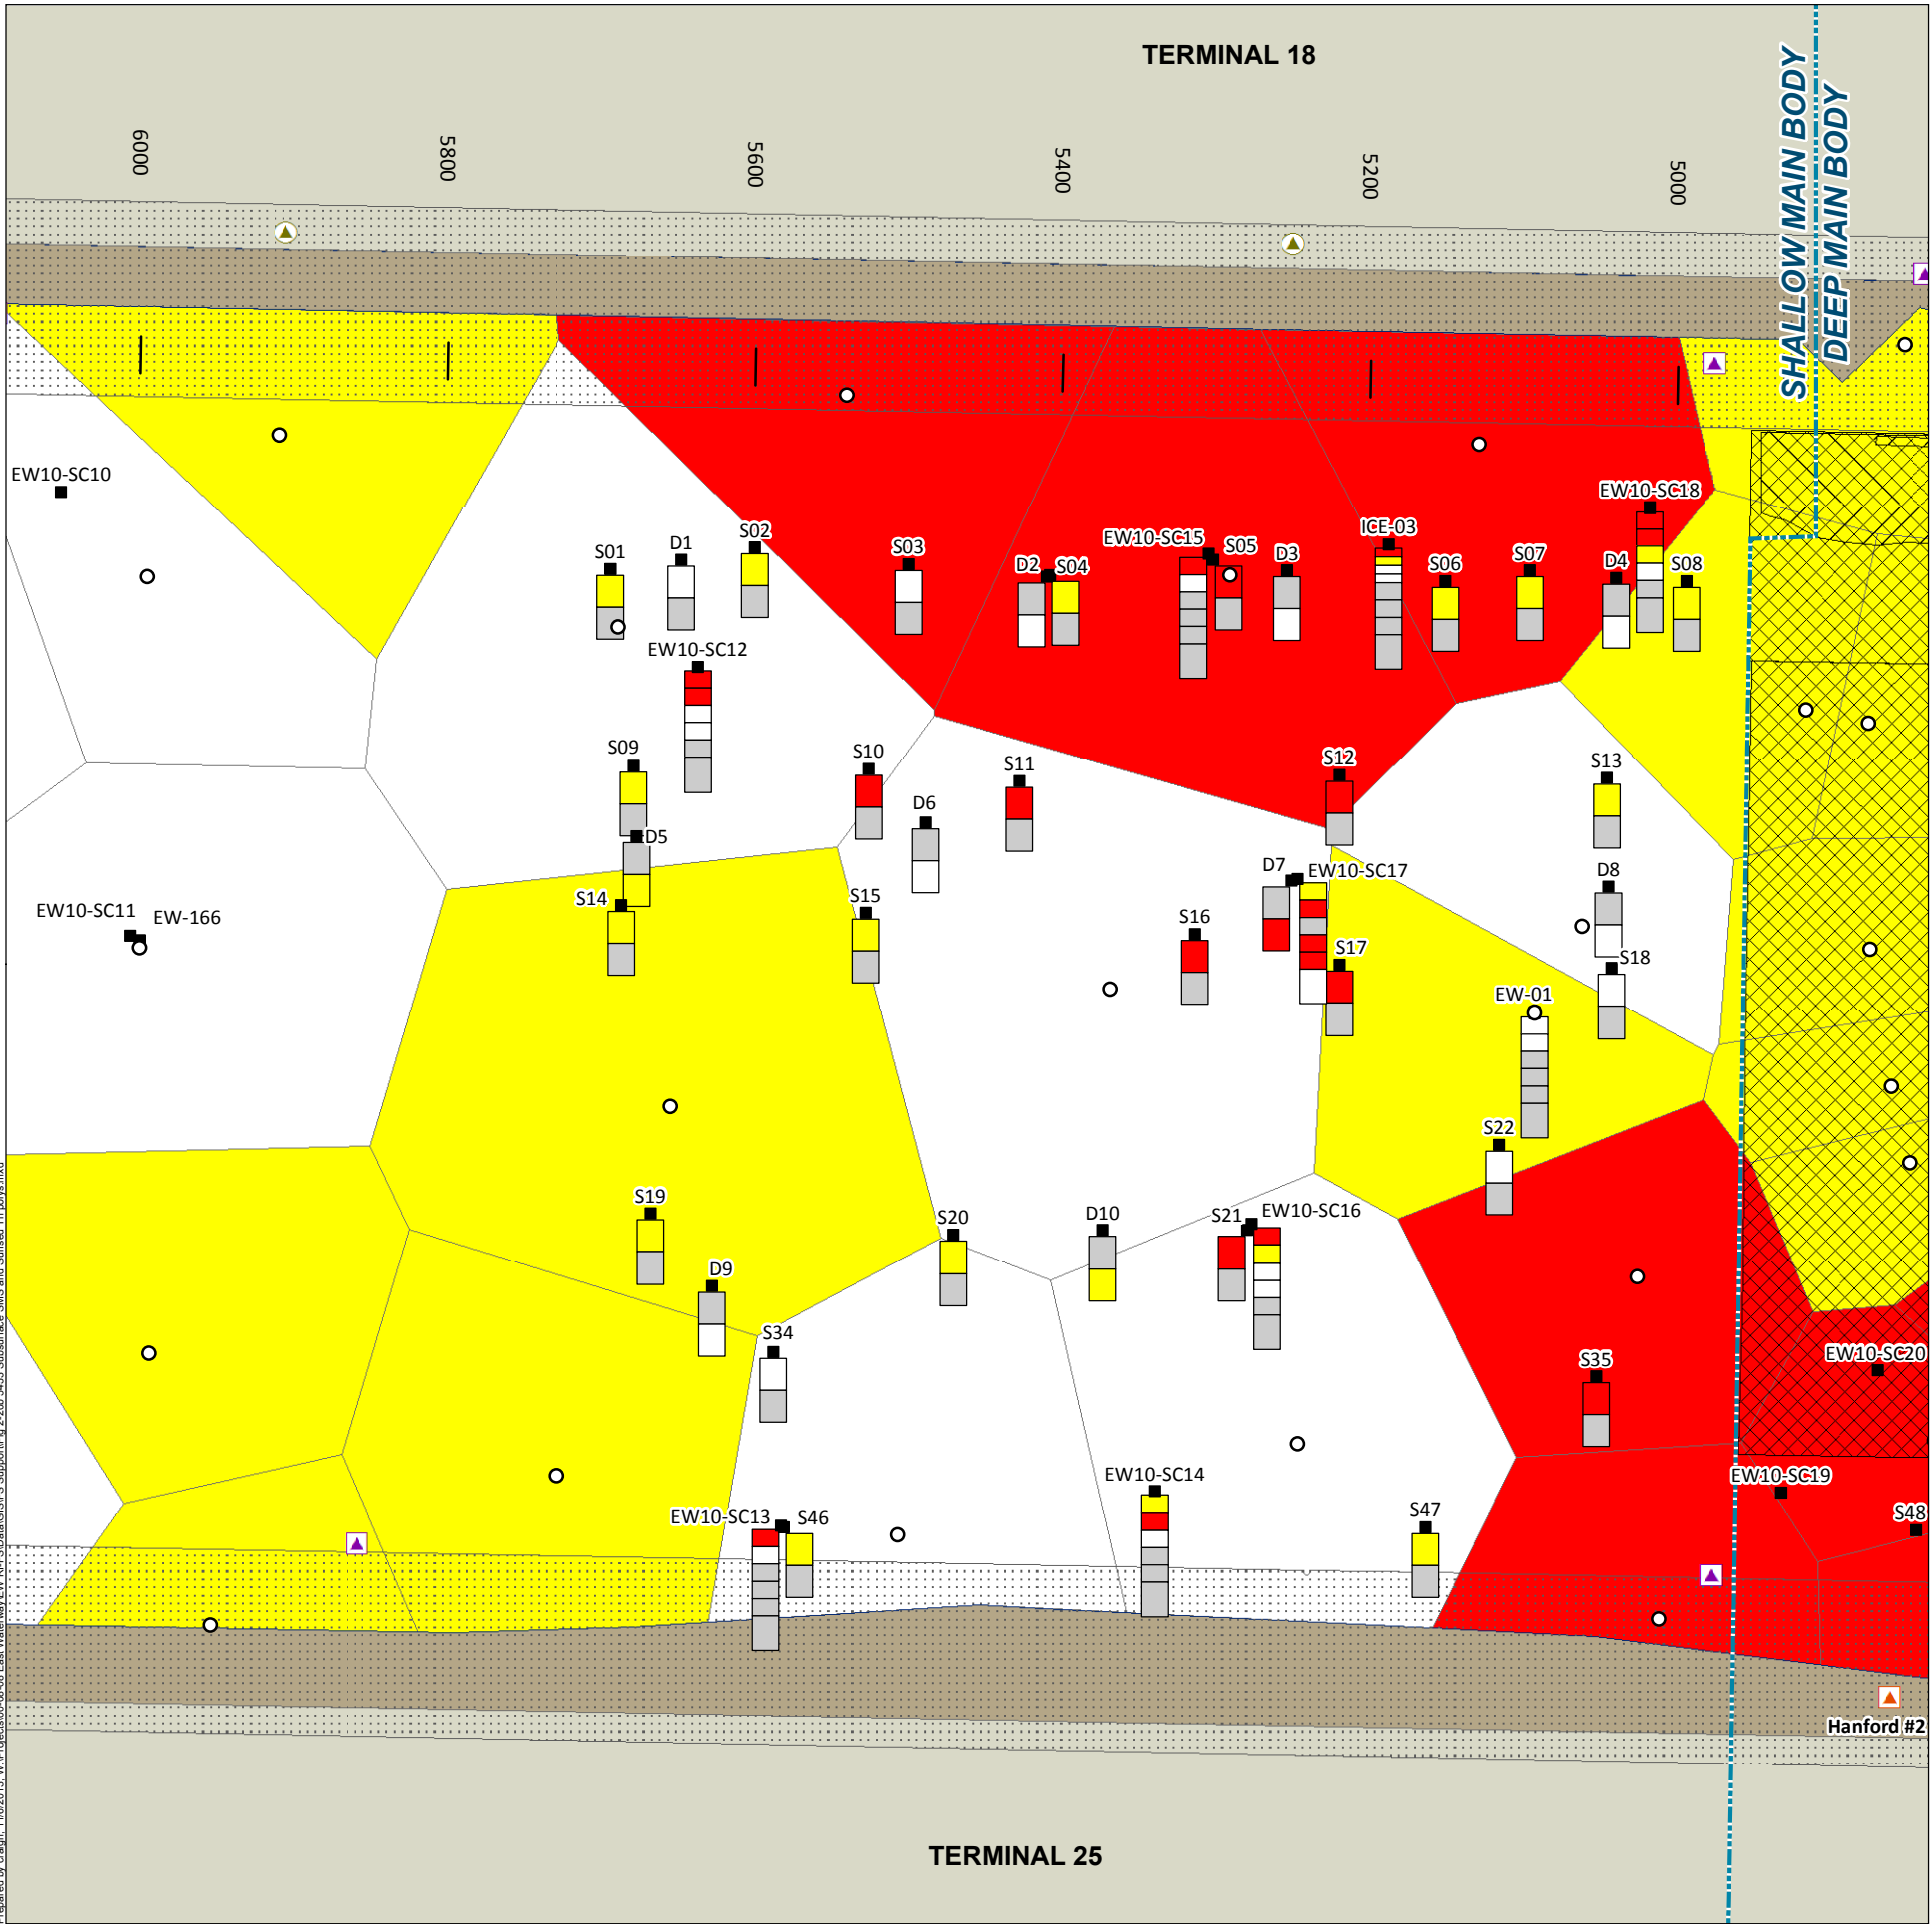 TERMINAL 18
SHALLOW MAIN BODY
DEEP MAIN BODY
6000
5800
5600
5400
5200
5000
EW10-SC10
S01
D1
S02
S03
D2
S04
EW10-SC15
S05
D3
ICE-03
S06
S07
D4
EW10-SC18
S08
EW10-SC12
S09
D5
S10
D6
S11
S12
S13
EW10-SC11
EW-166
S14
S15
S16
D7
EW10-SC17
S17
D8
S18
EW-01
S22
S19
D9
S20
D10
S21
EW10-SC16
S34
S35
EW10-SC20
EW10-SC13
S46
EW10-SC14
S47
EW10-SC19
S48
Hanford #2
TERMINAL 25